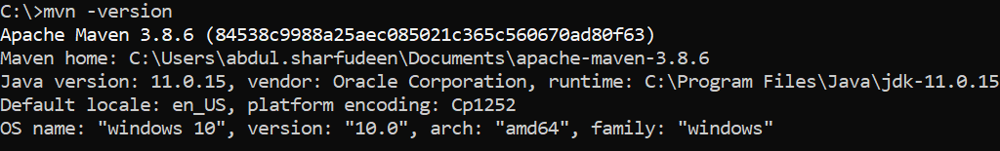 C:\>mvn -version
Apache Maven 3.8.6 (84538c9988a25aec085021c365c560670ad80f63)
Maven home: C:\Users\abdul.sharfudeen\Documents\apache-maven-3.8.6
Java version: 11.0.15, vendor: Oracle Corporation, runtime: C:\Program Files\Java\jdk-11.0.15
Default locale: en_US, platform encoding: Cp1252
OS name: "windows 10", version: "10.0", arch: "amd64", family: "windows"